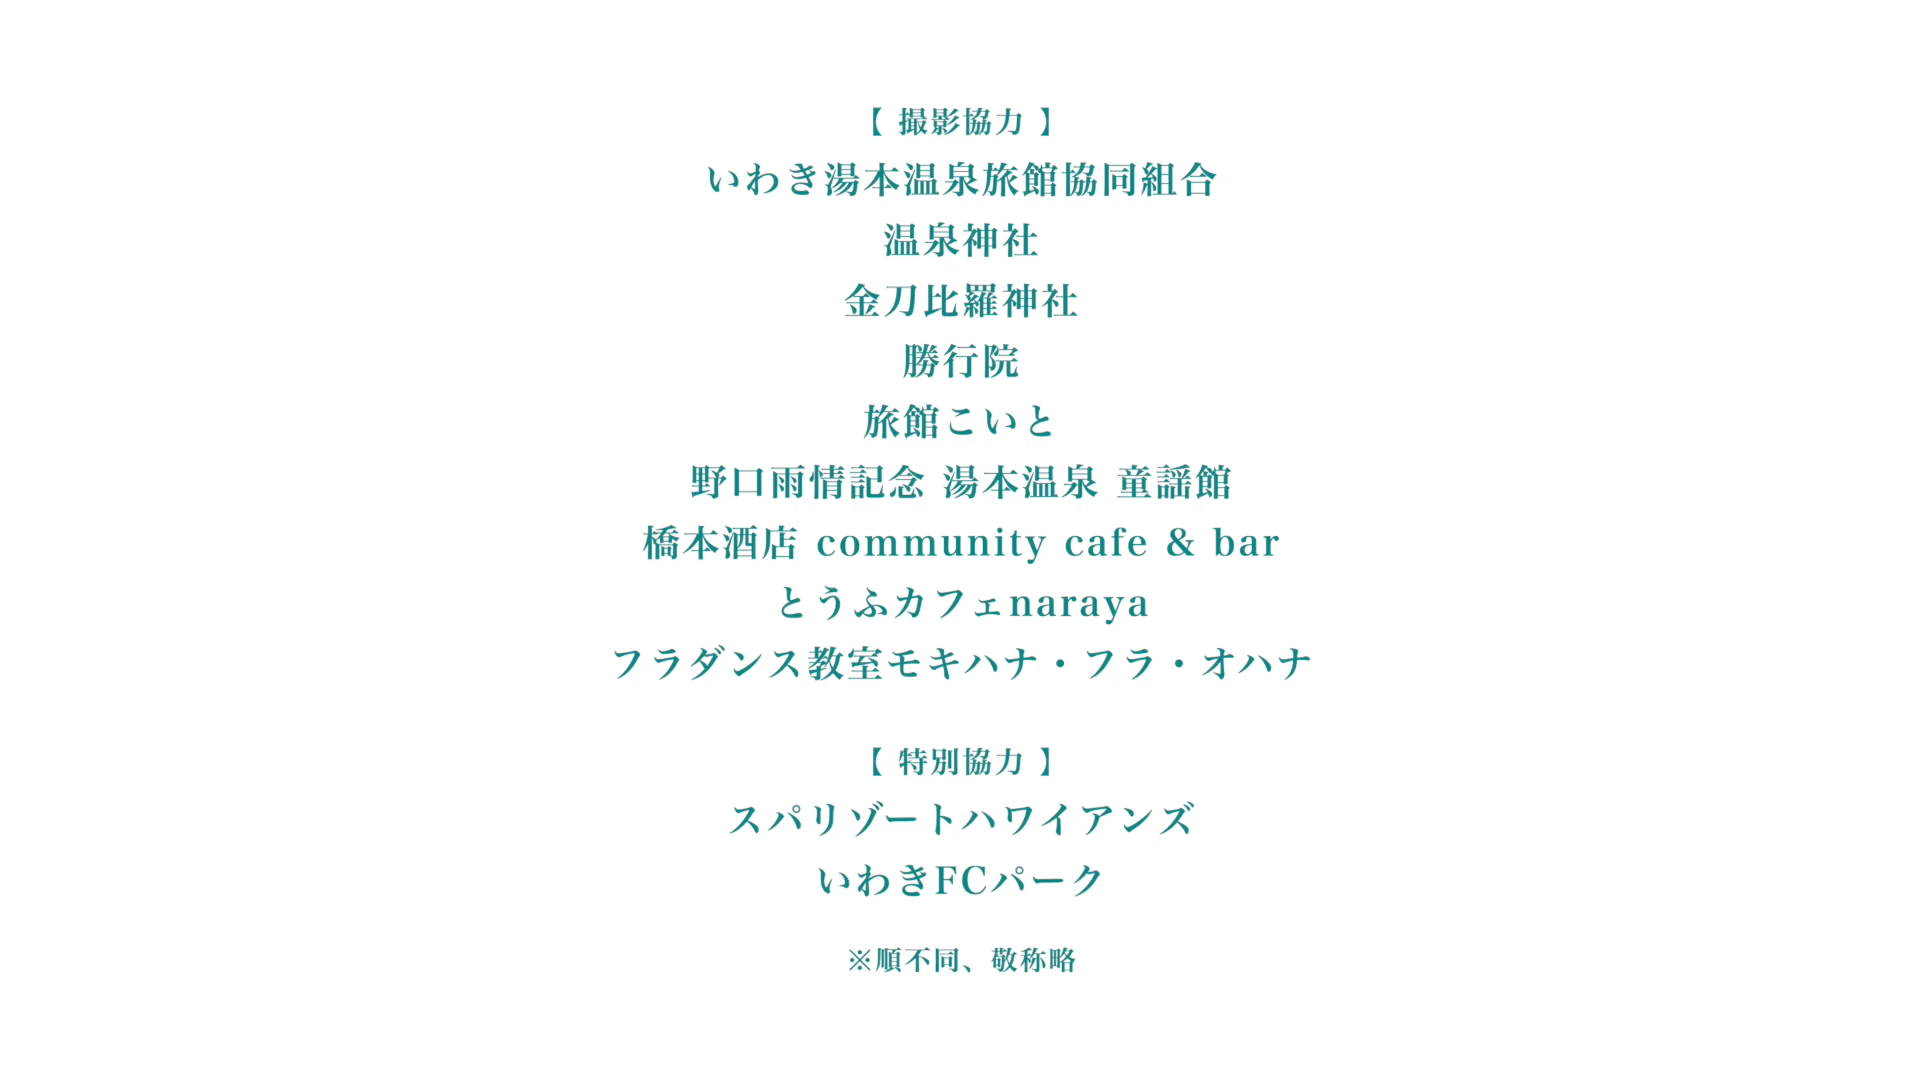 【 撮影協力 】
いわき湯本温泉旅館協同組合
温泉神社
金刀比羅神社
勝行院
旅館こいと
野口雨情記念 湯本温泉 童謡館
橋本酒店 community cafe & bar
とうふカフェnaraya
フラダンス教室モキハナ・フラ・オハナ
【 特別協力 】
スパリゾートハワイアンズ
いわきFCパーク
※順不同、敬称略